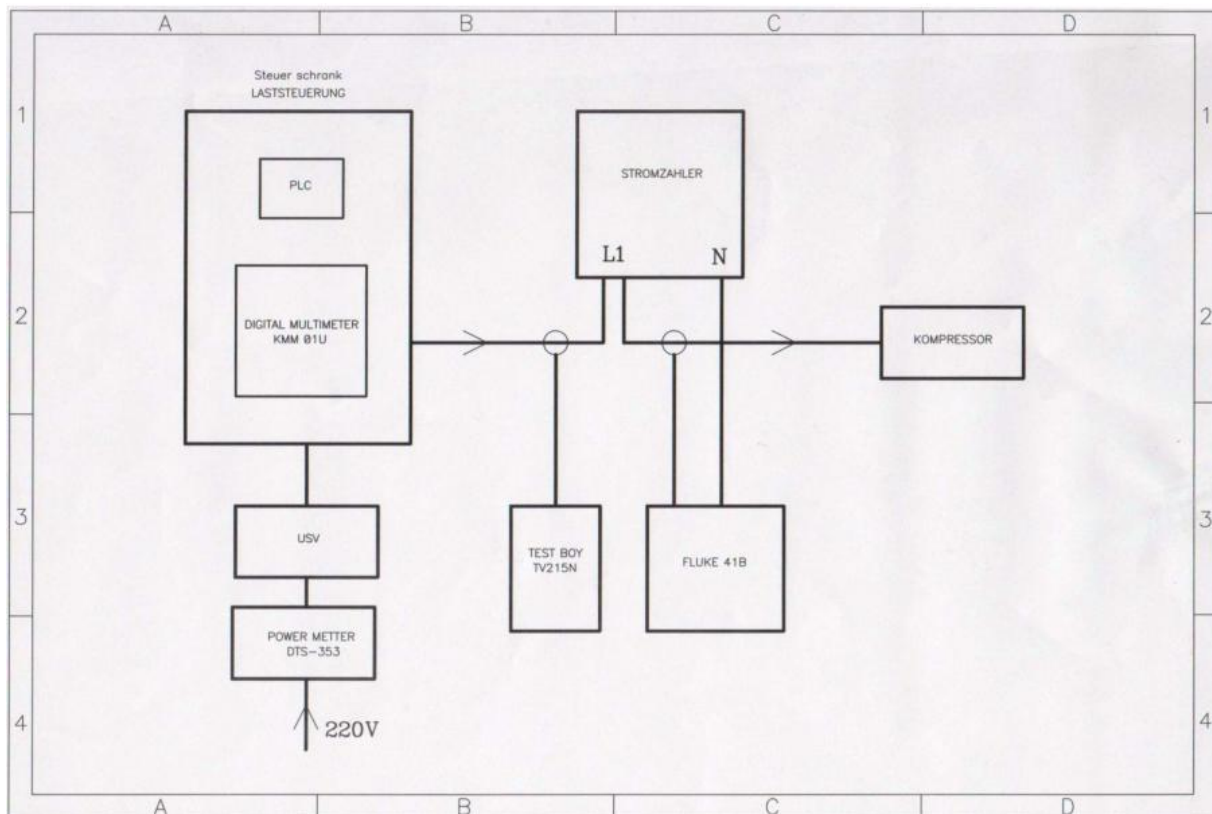 A B C D
Steuer schrank
LASTSTEUERUNG
1 1
PLC
STROMZAHLER
L1 N
2 2
DIGITAL MULTIMETER
KMM 01U
KOMPRESSOR
3 3
USV
TEST BOY
TV215N
FLUKE 41B
POWER METTER
DTS-353
4 4
220V
A B C D